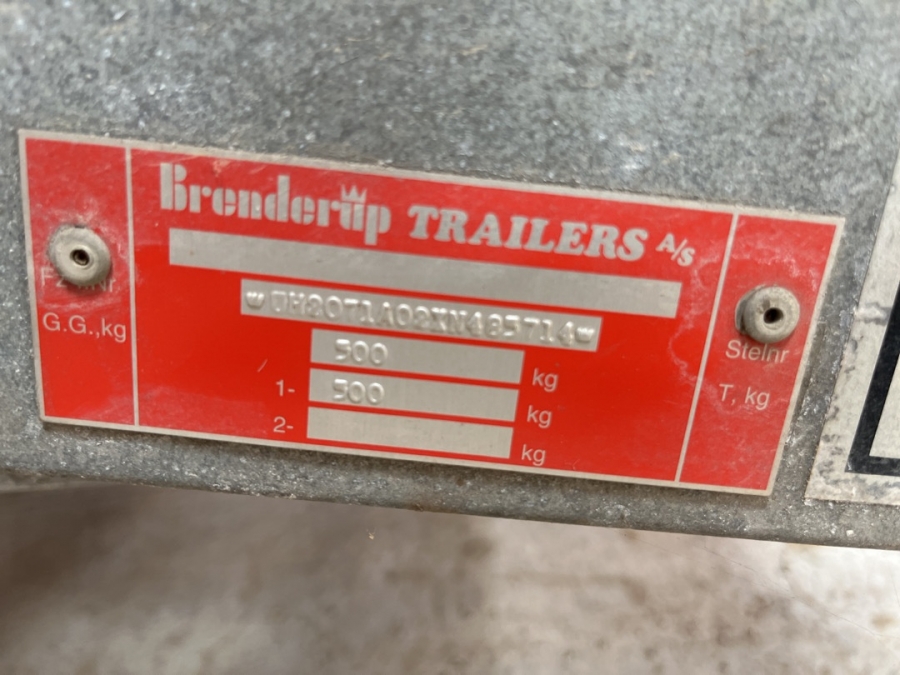 Brenderup TRAILERS A/S
UH2071A02XN485714
G.G.,kg
500 kg
1- 500 kg
2- kg
Stelnr
T, kg